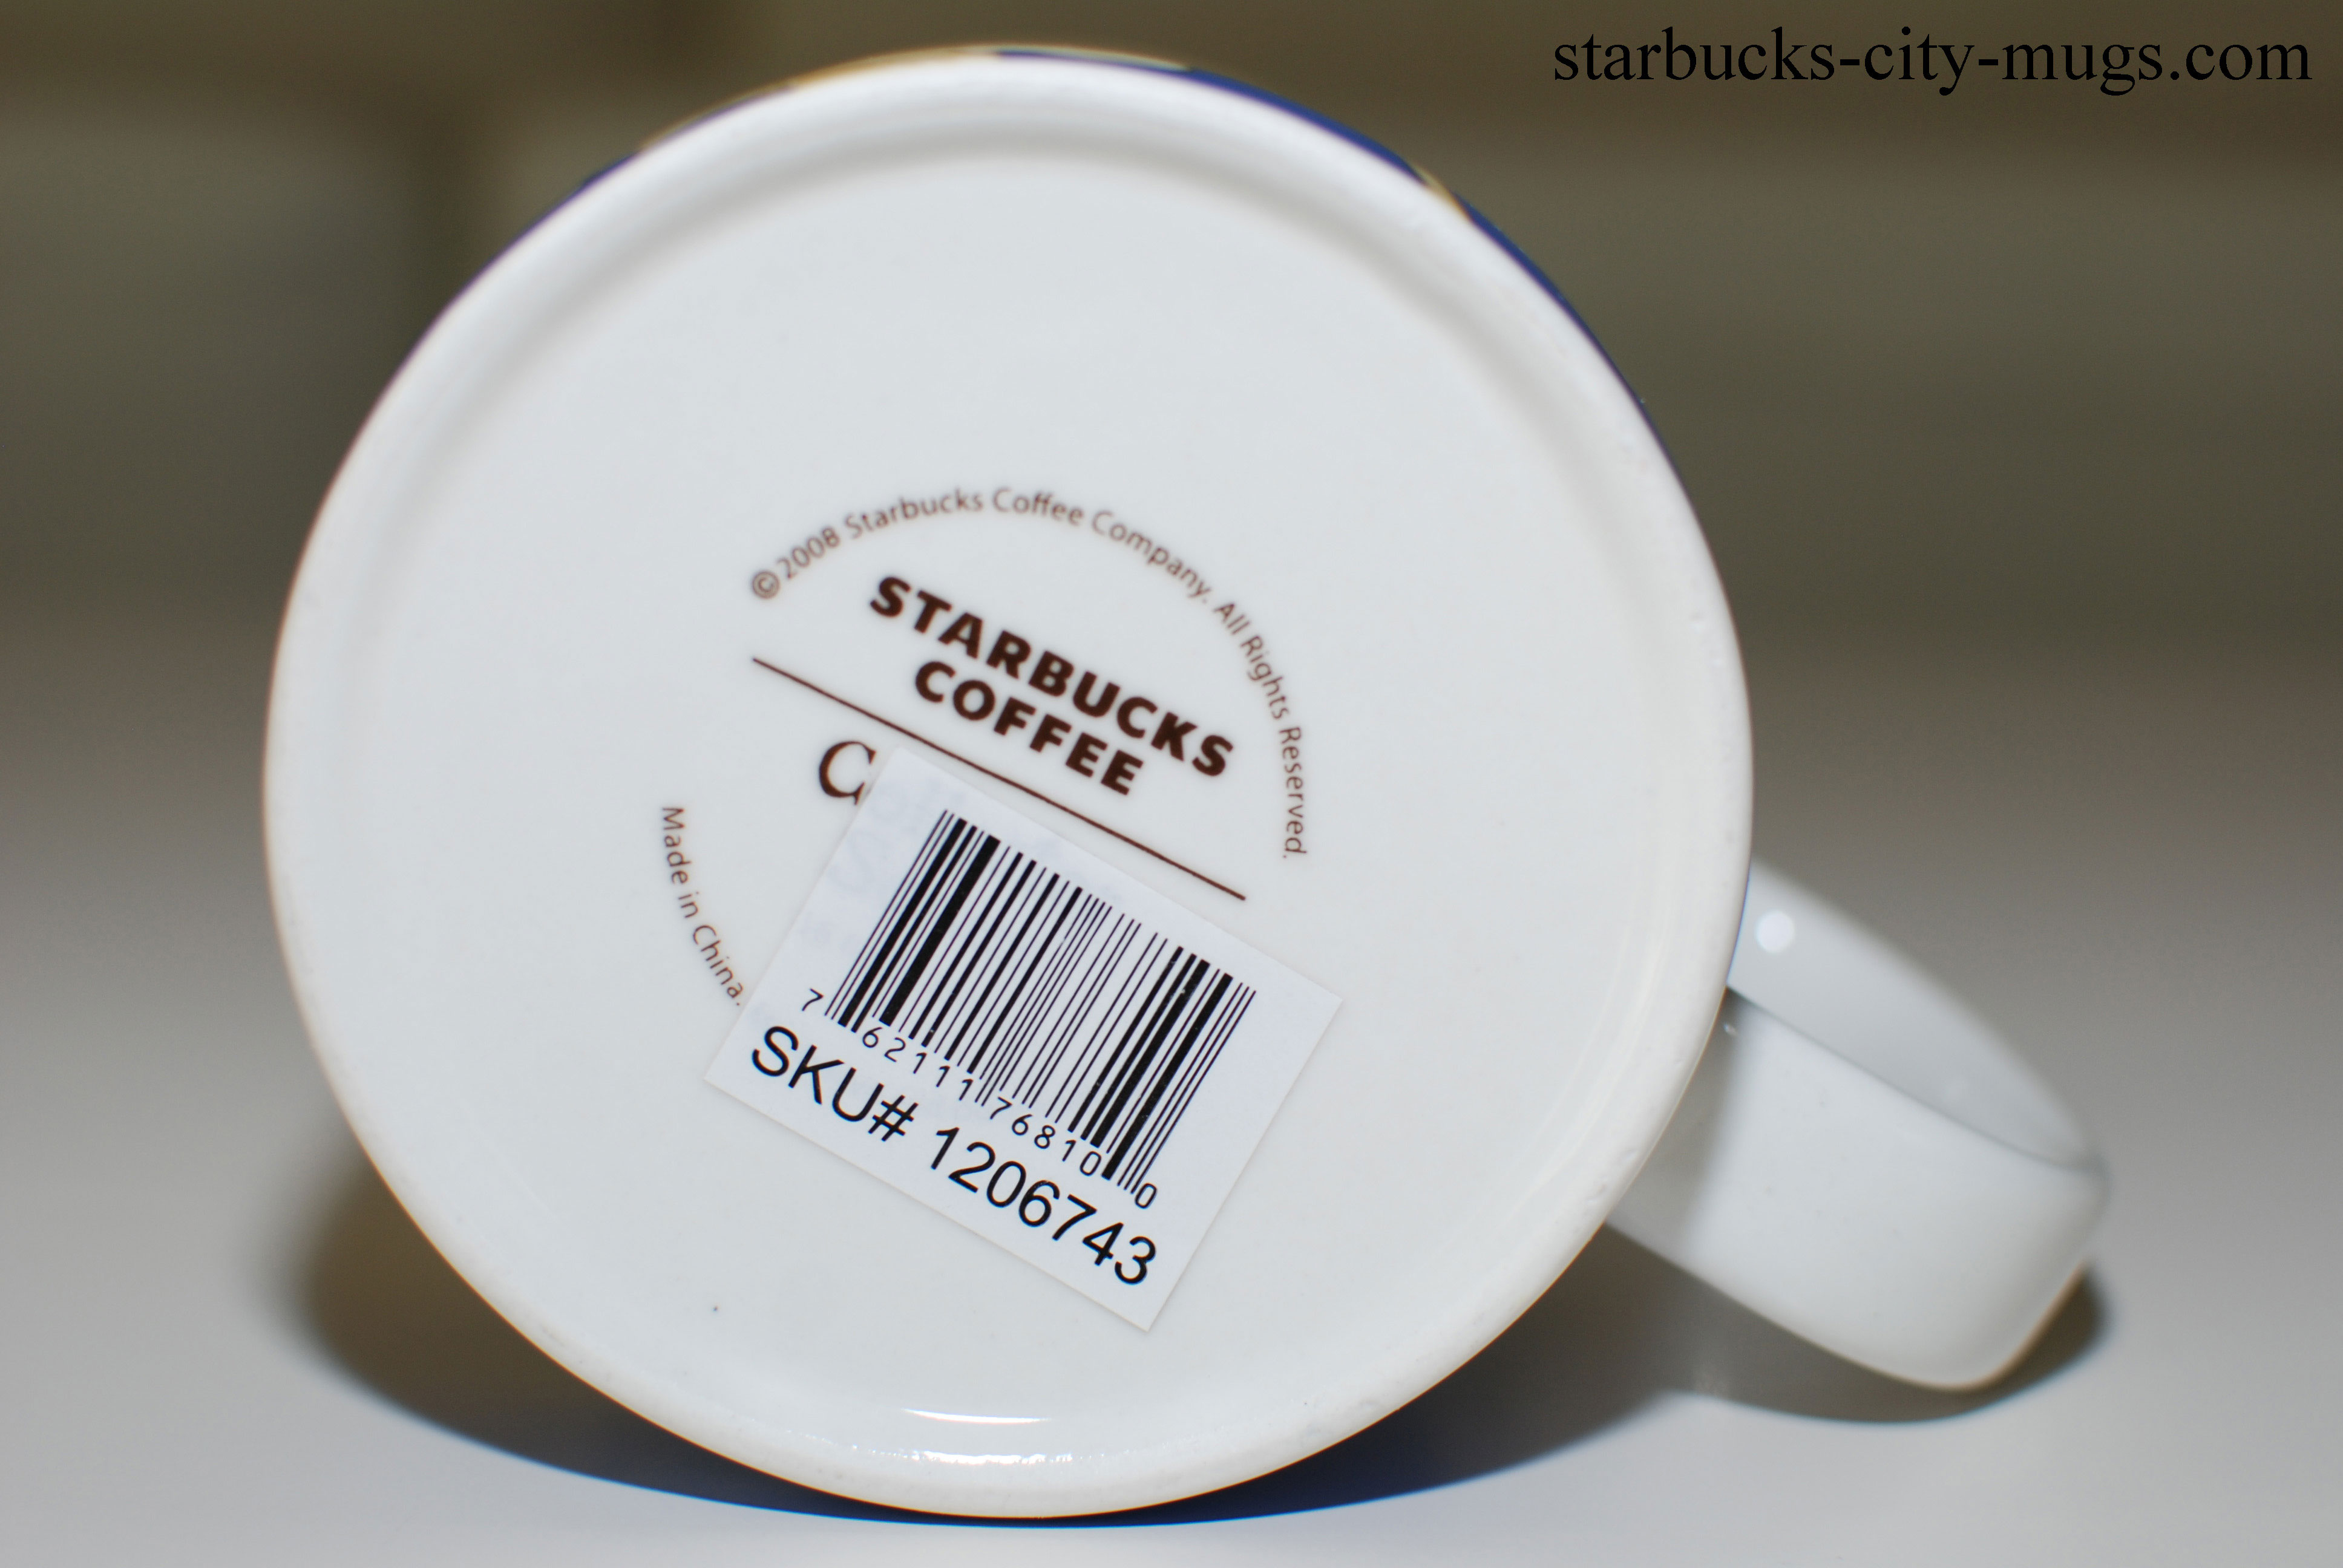 starbucks-city-mugs.com
©2008 Starbucks Coffee Company. All Rights Reserved.
STARBUCKS
COFFEE
Made in China.
7 62111 76810 0
SKU# 1206743